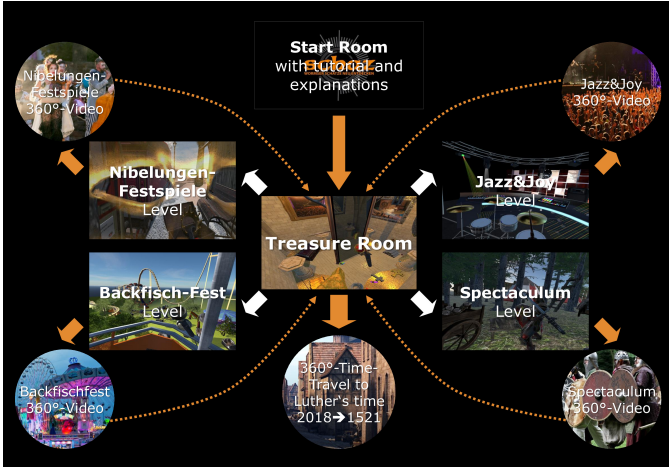 Start Room
with tutorial and
explanations
Nibelungen-
Festspiele
360°-Video
Jazz&Joy
360°-Video
Nibelungen-
Festspiele
Level
Jazz&Joy
Level
Treasure Room
Backfisch-Fest
Level
Spectaculum
Level
360°-Time-
Travel to
Luther's time
2018➔1521
Backfischfest
360°-Video
Spectaculum
360°-Video